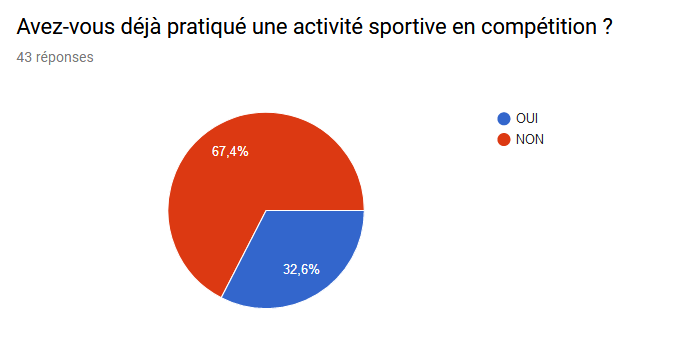 Avez-vous déjà pratiqué une activité sportive en compétition ?
43 réponses
OUI
NON
67,4%
32,6%